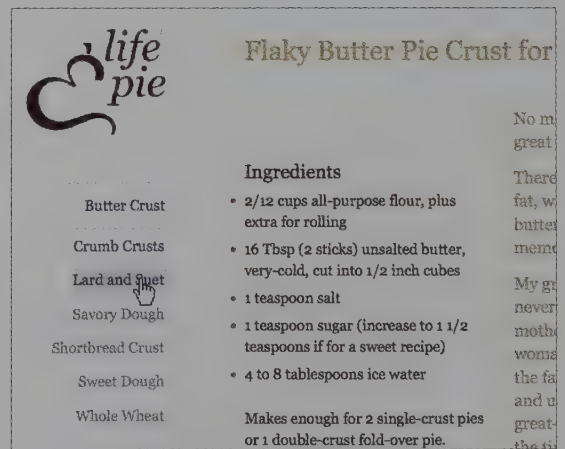 life
pie
Flaky Butter Pie Crust for
Butter Crust
Crumb Crusts
Lard and Suet
Savory Dough
Shortbread Crust
Sweet Dough
Whole Wheat
Ingredients
• 2/12 cups all-purpose flour, plus
extra for rolling
• 16 Tbsp (2 sticks) unsalted butter,
very-cold, cut into 1/2 inch cubes
• 1 teaspoon salt
• 1 teaspoon sugar (increase to 1 1/2
teaspoons if for a sweet recipe)
• 4 to 8 tablespoons ice water
Makes enough for 2 single-crust pies
or 1 double-crust fold-over pie.
No m
great
There
fat, w
butter
memo
My gr
never
mothe
woma
the fa
and u
great-
the ti